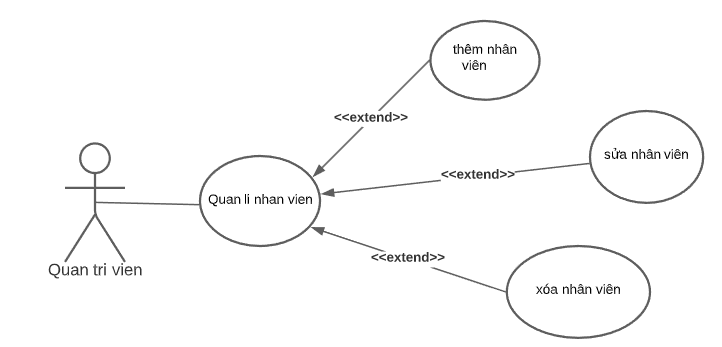 thêm nhân
viên
<<extend>>
sửa nhân viên
<<extend>>
Quan li nhan vien
<<extend>>
Quan tri vien
xóa nhân viên